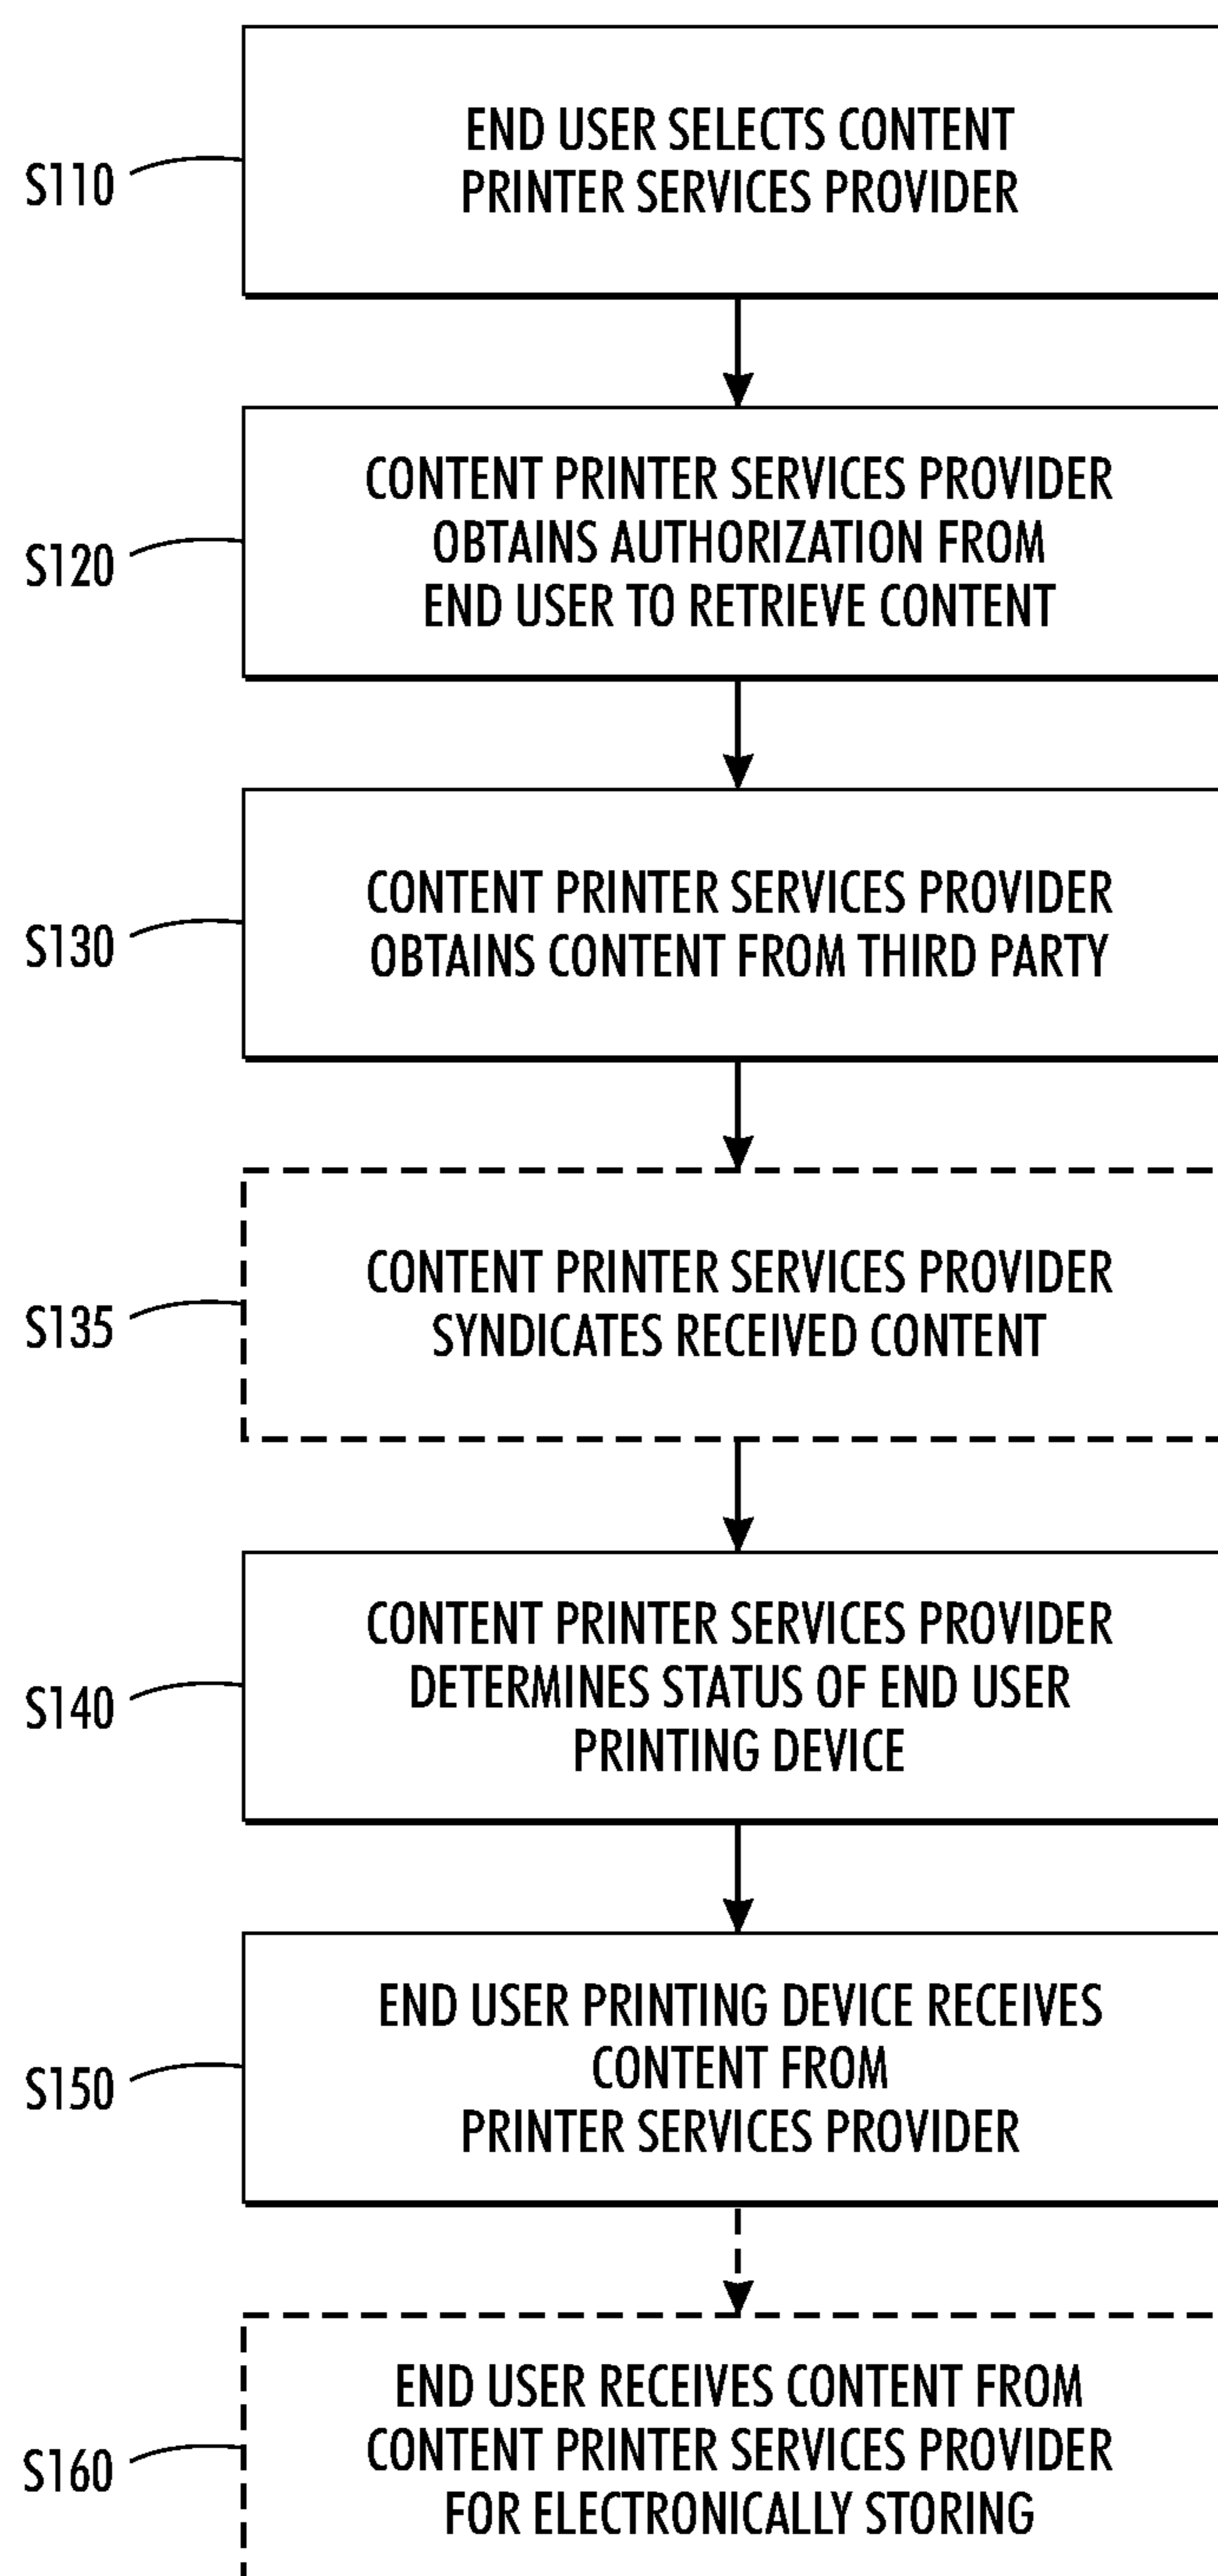 END USER SELECTS CONTENT
PRINTER SERVICES PROVIDER
S110
CONTENT PRINTER SERVICES PROVIDER
OBTAINS AUTHORIZATION FROM
END USER TO RETRIEVE CONTENT
S120
CONTENT PRINTER SERVICES PROVIDER
OBTAINS CONTENT FROM THIRD PARTY
S130
CONTENT PRINTER SERVICES PROVIDER
SYNDICATES RECEIVED CONTENT
S135
CONTENT PRINTER SERVICES PROVIDER
DETERMINES STATUS OF END USER
PRINTING DEVICE
S140
END USER PRINTING DEVICE RECEIVES
CONTENT FROM
PRINTER SERVICES PROVIDER
S150
END USER RECEIVES CONTENT FROM
CONTENT PRINTER SERVICES PROVIDER
FOR ELECTRONICALLY STORING
S160